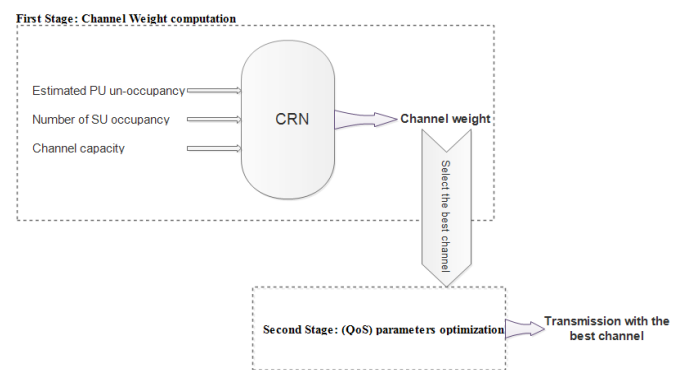 First Stage: Channel Weight computation
Estimated PU un-occupancy
Number of SU occupancy
Channel capacity
CRN
Channel weight
Select the best channel
Second Stage: (QoS) parameters optimization
Transmission with the
best channel